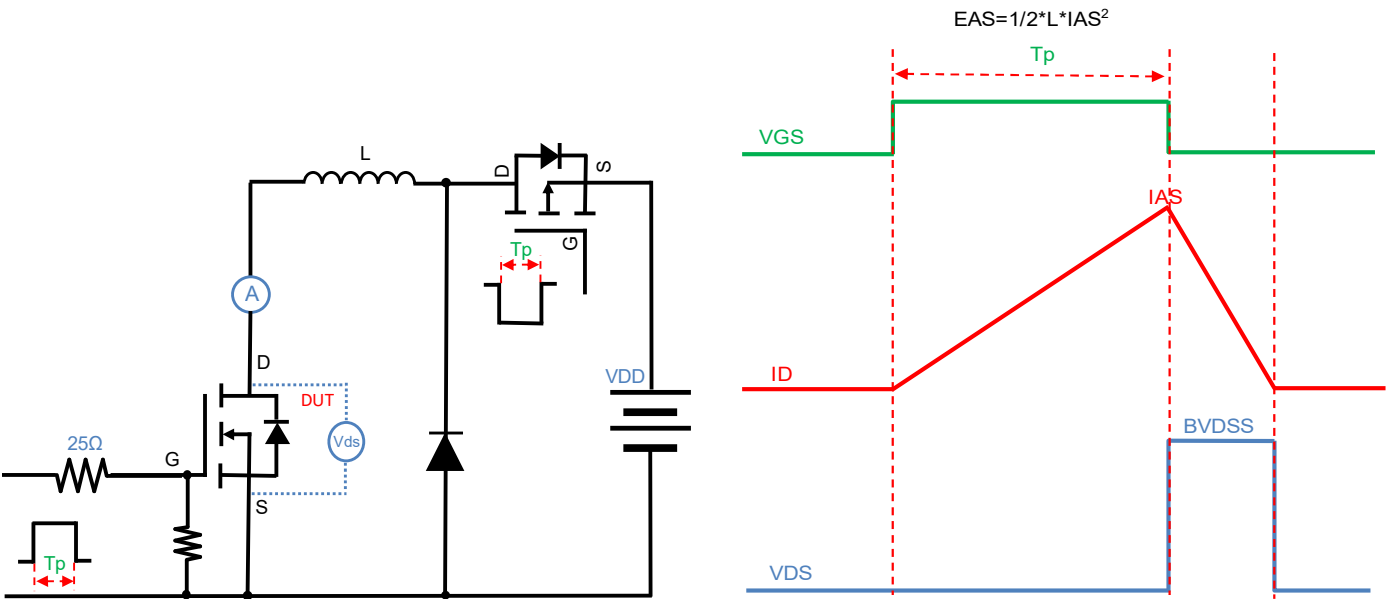 EAS=1/2*L*IAS²
Tp
VGS
L
D
S
G
Tp
IAS
A
D
DUT
VDD
ID
25Ω
G
Vds
BVDSS
S
Tp
VDS